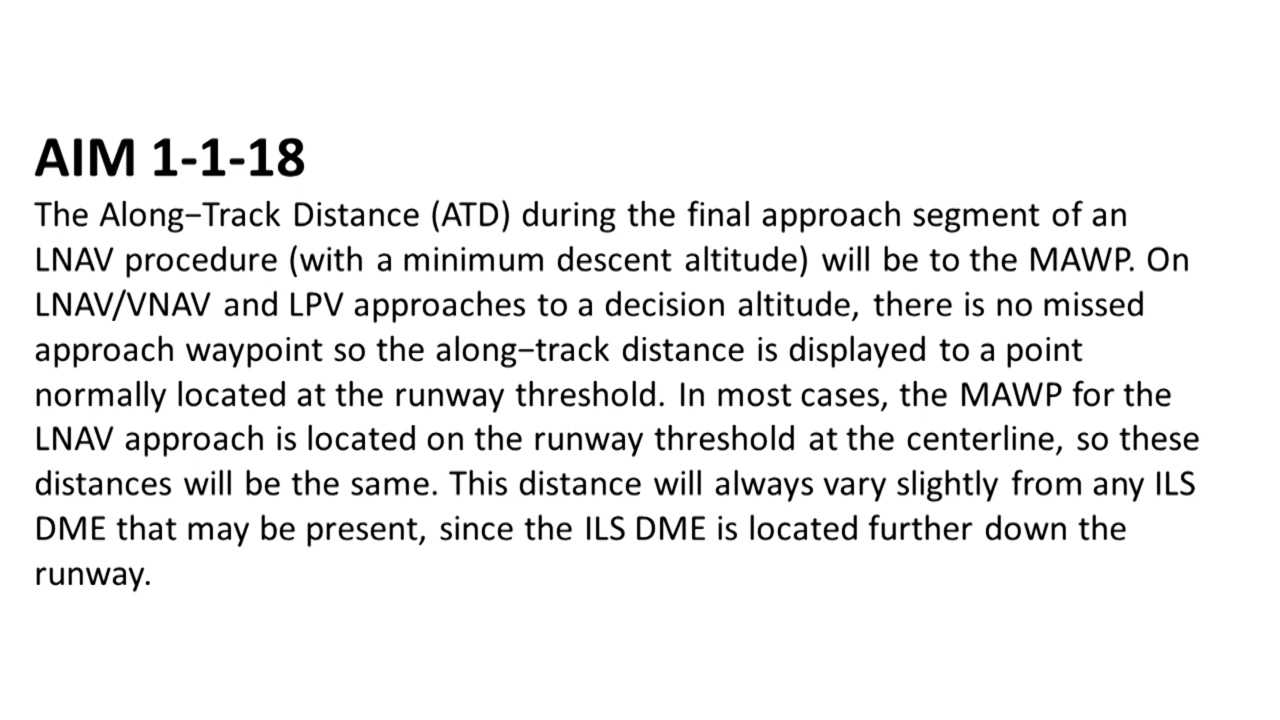 AIM 1-1-18
The Along−Track Distance (ATD) during the final approach segment of an
LNAV procedure (with a minimum descent altitude) will be to the MAWP. On
LNAV/VNAV and LPV approaches to a decision altitude, there is no missed
approach waypoint so the along−track distance is displayed to a point
normally located at the runway threshold. In most cases, the MAWP for the
LNAV approach is located on the runway threshold at the centerline, so these
distances will be the same. This distance will always vary slightly from any ILS
DME that may be present, since the ILS DME is located further down the
runway.